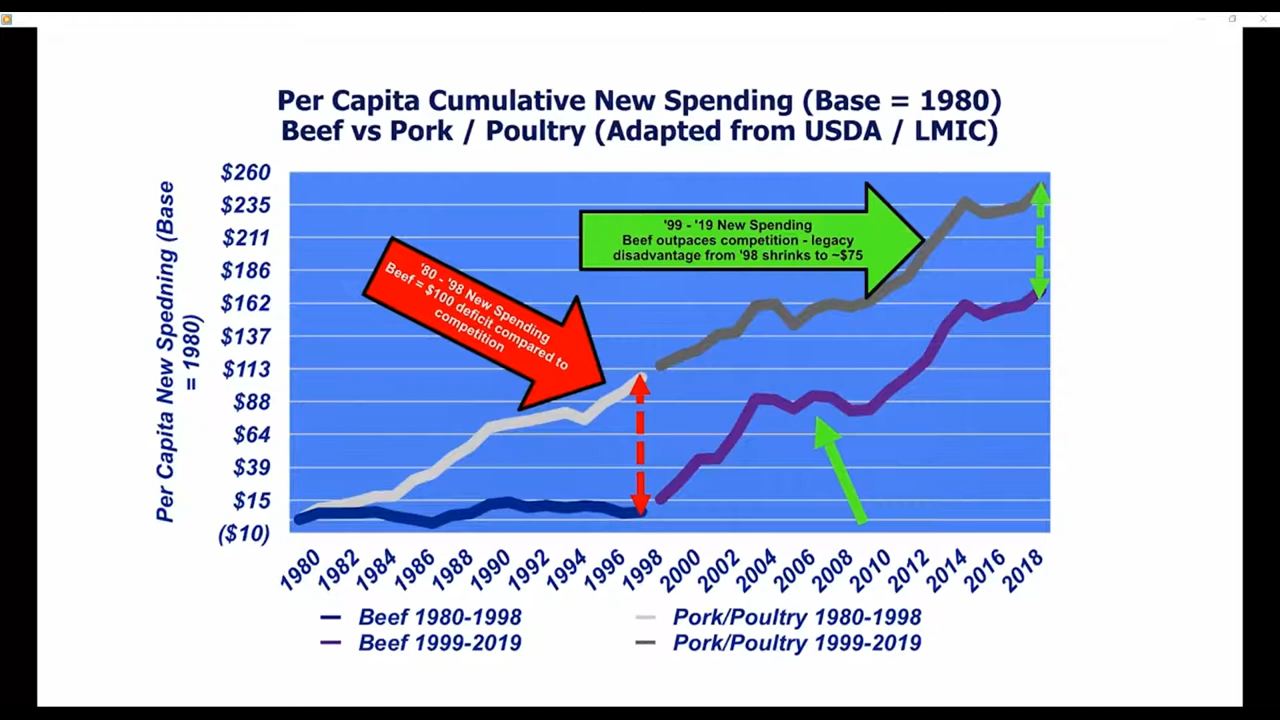 Per Capita Cumulative New Spending (Base = 1980)
Beef vs Pork / Poultry (Adapted from USDA / LMIC)
Per Capita New Spedning (Base
= 1980)
$260
$235
$211
$186
$162
$137
$113
$88
$64
$39
$15
($10)
'80 - '98 New Spending
Beef = $100 deficit compared to
competition
'99 - '19 New Spending
Beef outpaces competition - legacy
disadvantage from '98 shrinks to ~$75
1980 1982 1984 1986 1988 1990 1992 1994 1996 1998 2000 2002 2004 2006 2008 2010 2012 2014 2016 2018
Beef 1980-1998 Pork/Poultry 1980-1998
Beef 1999-2019 Pork/Poultry 1999-2019